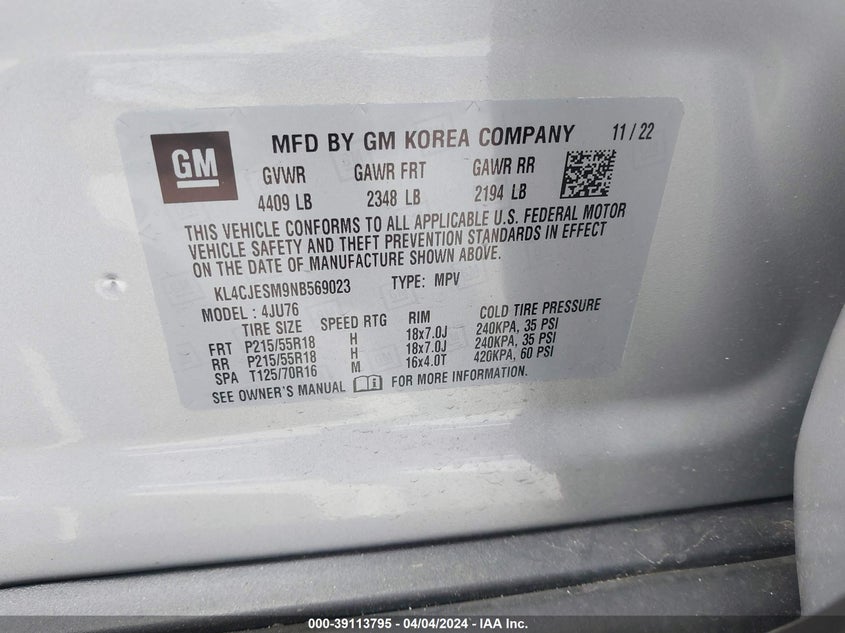 GM
MFD BY GM KOREA COMPANY 11/22
GVWR GAWR FRT GAWR RR
4409 LB 2348 LB 2194 LB
THIS VEHICLE CONFORMS TO ALL APPLICABLE U.S. FEDERAL MOTOR
VEHICLE SAFETY AND THEFT PREVENTION STANDARDS IN EFFECT
ON THE DATE OF MANUFACTURE SHOWN ABOVE.
KL4CJESM9NB569023 TYPE: MPV
MODEL: 4JU76
TIRE SIZE SPEED RTG RIM COLD TIRE PRESSURE
FRT P215/55R18 H 18x7.0J 240KPA, 35 PSI
RR P215/55R18 H 18x7.0J 240KPA, 35 PSI
SPA T125/70R16 M 16x4.0T 420KPA, 60 PSI
SEE OWNER'S MANUAL FOR MORE INFORMATION.
000-39113795 - 04/04/2024 - IAA Inc.